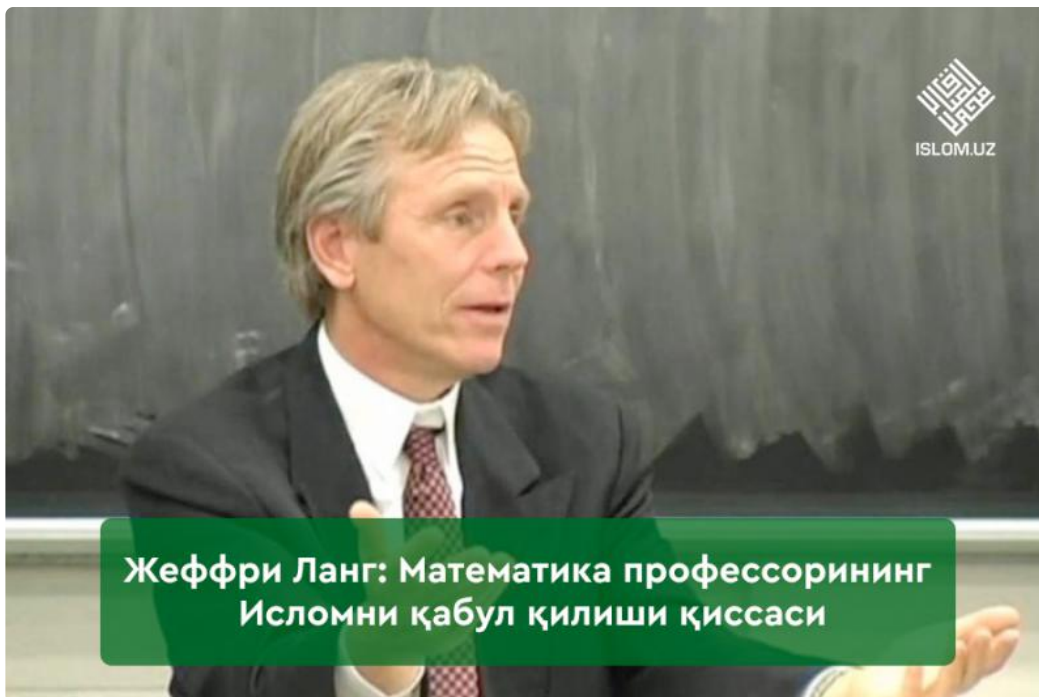 ISLOM.UZ
Жеффри Ланг: Математика профессорининг
Исломни қабул қилиши қиссаси